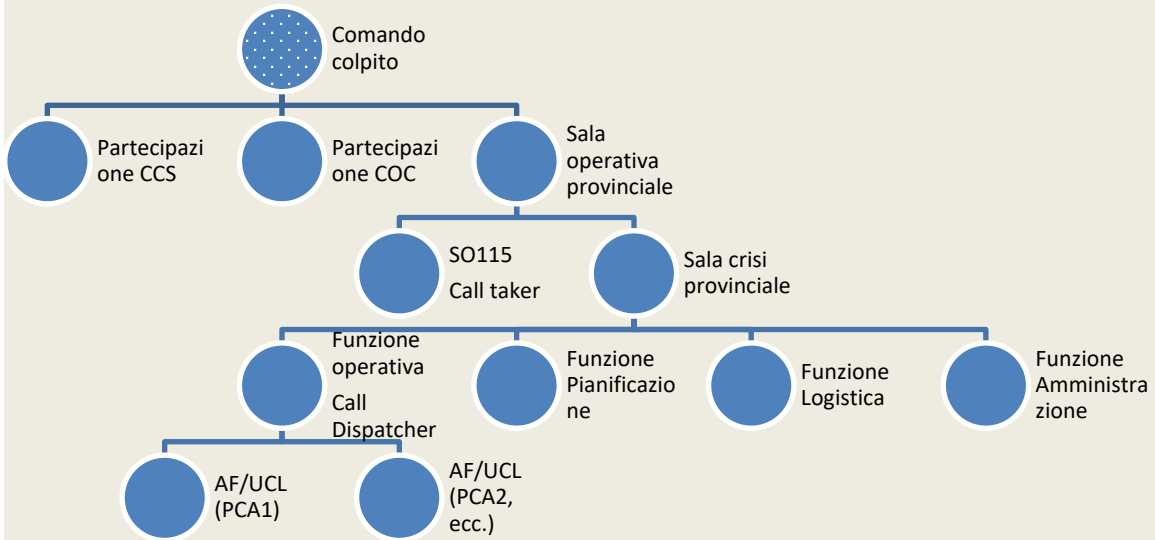 Comando
colpito
Partecipazi
one CCS
Partecipazi
one COC
Sala
operativa
provinciale
SO115
Call taker
Sala crisi
provinciale
Funzione
operativa
Call
Dispatcher
Funzione
Pianificazio
ne
Funzione
Logistica
Funzione
Amministra
zione
AF/UCL
(PCA1)
AF/UCL
(PCA2,
ecc.)